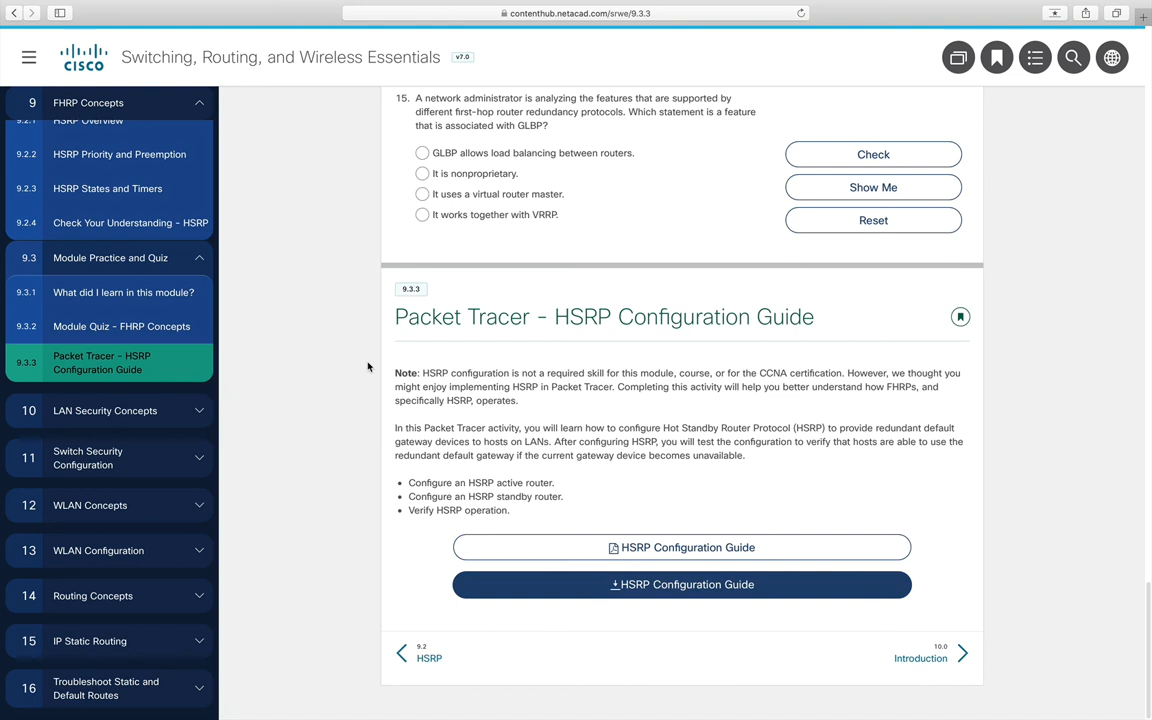 contenthub.netacad.com/srwe/9.3.3
CISCO
Switching, Routing, and Wireless Essentials
v7.0
9 FHRP Concepts
9.2.1 HSRP Overview
9.2.2 HSRP Priority and Preemption
9.2.3 HSRP States and Timers
9.2.4 Check Your Understanding - HSRP
9.3 Module Practice and Quiz
9.3.1 What did I learn in this module?
9.3.2 Module Quiz - FHRP Concepts
9.3.3 Packet Tracer - HSRP
Configuration Guide
10 LAN Security Concepts
11 Switch Security
Configuration
12 WLAN Concepts
13 WLAN Configuration
14 Routing Concepts
15 IP Static Routing
16 Troubleshoot Static and
Default Routes
15. A network administrator is analyzing the features that are supported by
different first-hop router redundancy protocols. Which statement is a feature
that is associated with GLBP?
GLBP allows load balancing between routers.
It is nonproprietary.
It uses a virtual router master.
It works together with VRRP.
Check
Show Me
Reset
9.3.3
Packet Tracer - HSRP Configuration Guide
Note: HSRP configuration is not a required skill for this module, course, or for the CCNA certification. However, we thought you
might enjoy implementing HSRP in Packet Tracer. Completing this activity will help you better understand how FHRPs, and
specifically HSRP, operates.
In this Packet Tracer activity, you will learn how to configure Hot Standby Router Protocol (HSRP) to provide redundant default
gateway devices to hosts on LANs. After configuring HSRP, you will test the configuration to verify that hosts are able to use the
redundant default gateway if the current gateway device becomes unavailable.
• Configure an HSRP active router.
• Configure an HSRP standby router.
• Verify HSRP operation.
HSRP Configuration Guide
HSRP Configuration Guide
9.2
HSRP
10.0
Introduction